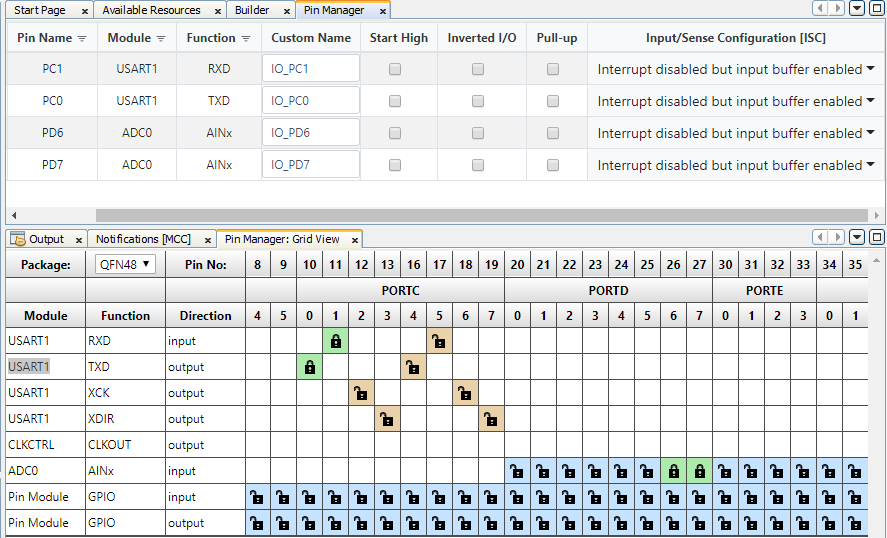 Start Page x Available Resources x Builder x Pin Manager x
Pin Name Module Function Custom Name Start High Inverted I/O Pull-up Input/Sense Configuration [ISC]
PC1 USART1 RXD IO_PC1 Interrupt disabled but input buffer enabled
PC0 USART1 TXD IO_PC0 Interrupt disabled but input buffer enabled
PD6 ADC0 AINx IO_PD6 Interrupt disabled but input buffer enabled
PD7 ADC0 AINx IO_PD7 Interrupt disabled but input buffer enabled
Output x Notifications [MCC] x Pin Manager: Grid View x
Package: QFN48 Pin No: 8 9 10 11 12 13 14 15 16 17 18 19 20 21 22 23 24 25 26 27 30 31 32 33 34 35
PORTC PORTD PORTE
Module Function Direction 4 5 0 1 2 3 4 5 6 7 0 1 2 3 4 5 6 7 0 1 2 3 0 1
USART1 RXD input
USART1 TXD output
USART1 XCK output
USART1 XDIR output
CLKCTRL CLKOUT output
ADC0 AINx input
Pin Module GPIO input
Pin Module GPIO output